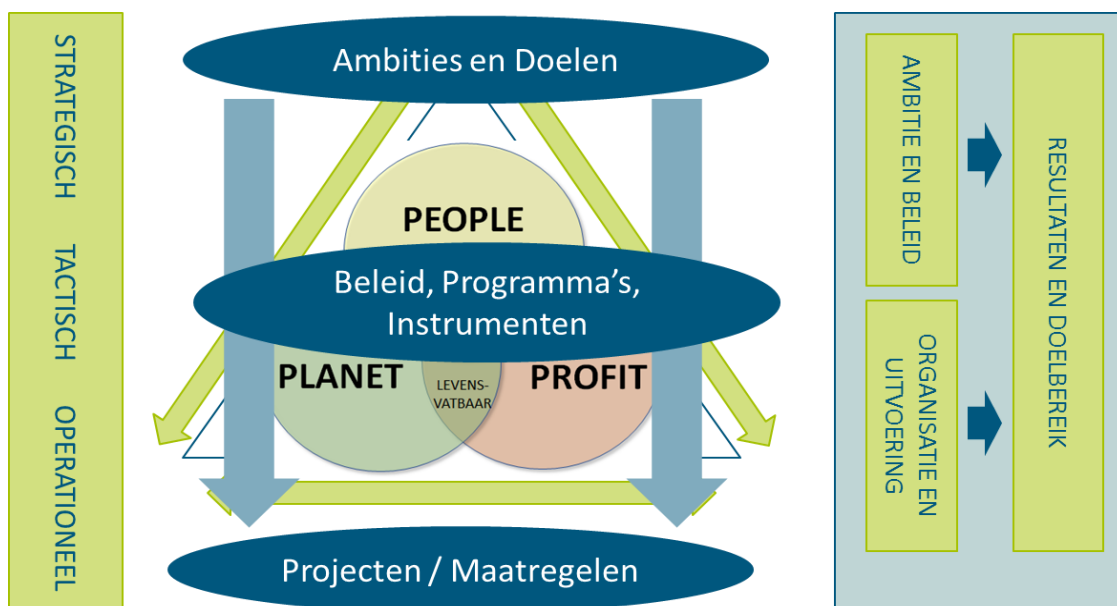 STRATEGISCH
TACTISCH
OPERATIONEEL
Ambities en Doelen
PEOPLE
Beleid, Programma’s,
Instrumenten
PLANET
LEVENS-
VATBAAR
PROFIT
Projecten / Maatregelen
AMBITIE EN BELEID
ORGANISATIE EN
UITVOERING
RESULTATEN EN DOELBEREIK